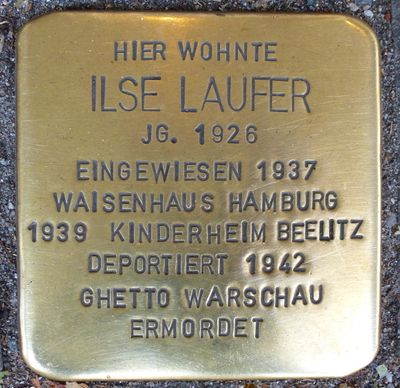 HIER WOHNTE
ILSE LAUFER
JG. 1926
EINGEWIESEN 1937
WAISENHAUS HAMBURG
1939 KINDERHEIM BEELITZ
DEPORTIERT 1942
GHETTO WARSCHAU
ERMORDET